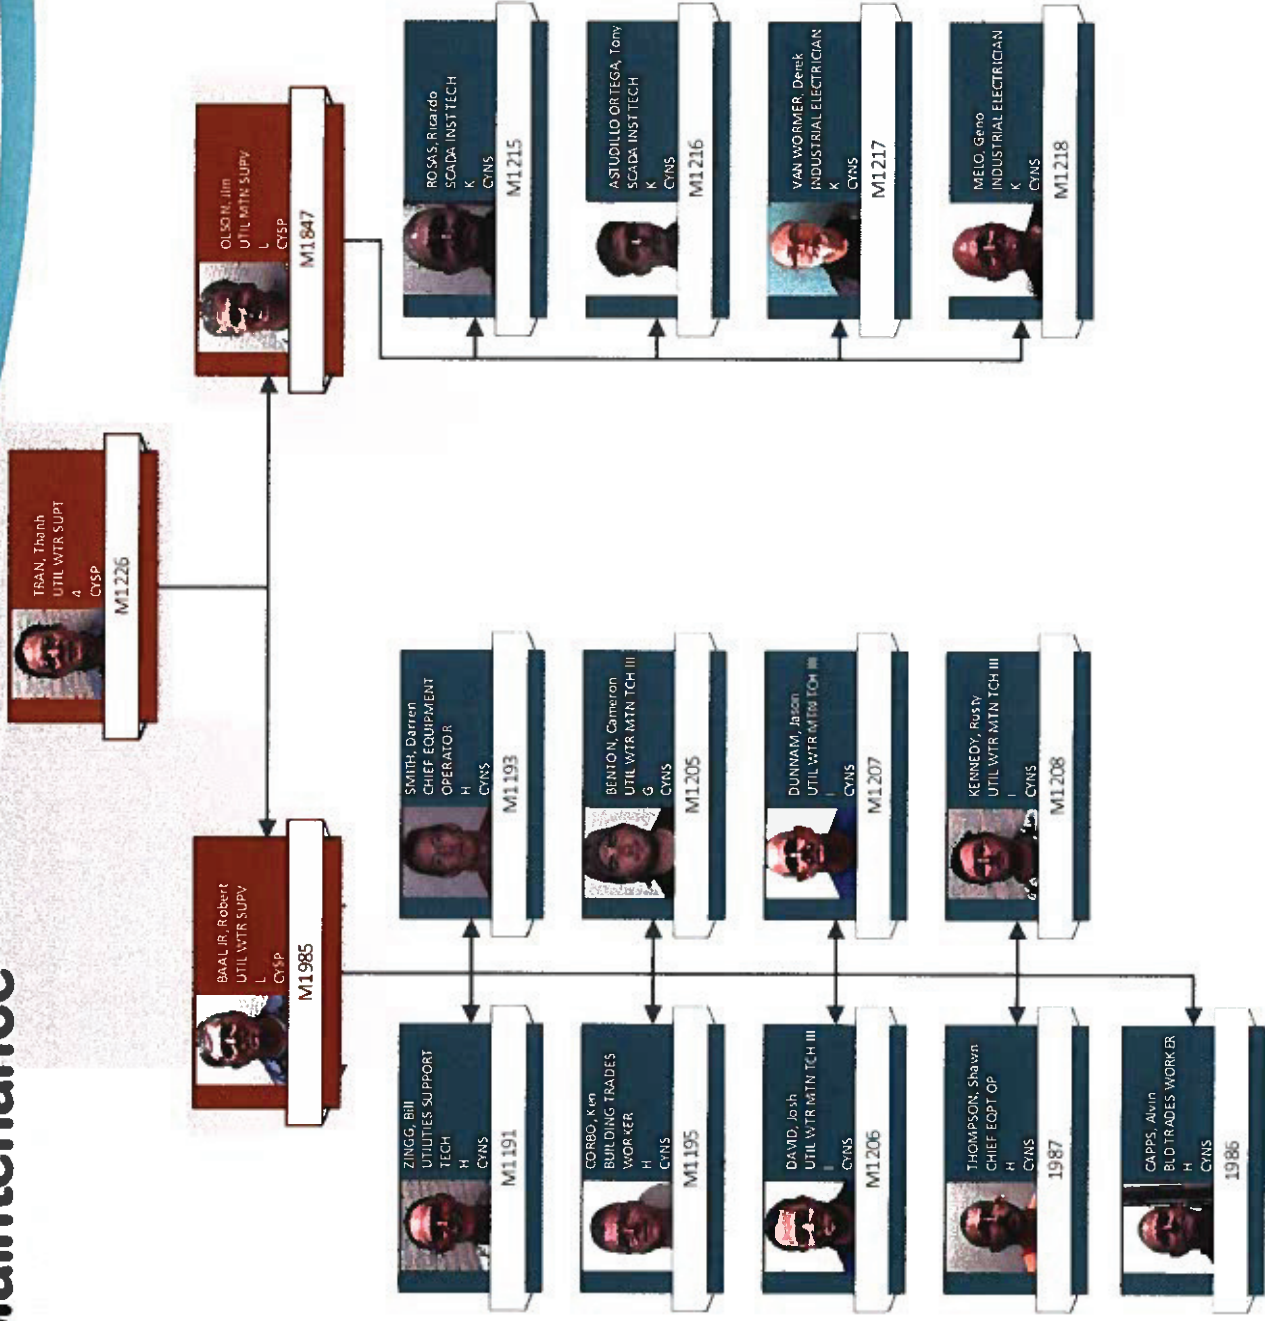 Maintenance
TRAN, Thanh
UTIL WTR SUPT
4
CYSP
M1226
BAAL JR, Robert
UTIL WTR SUPV
L
CYSP
M1985
OLSON, Jim
UTIL MTN SUPV
L
CYSP
M1847
ZINGG, Bill
UTILITIES SUPPORT
TECH
H
CYNS
M1191
SMITH, Darren
CHIEF EQUIPMENT
OPERATOR
H
CYNS
M1193
ROSAS, Ricardo
SCADA INST TECH
K
CYNS
M1215
CORBO, Ken
BUILDING TRADES
WORKER
H
CYNS
M1195
BENTON, Cameron
UTIL WTR MTN TCH III
G
CYNS
M1205
ASTUDILLO ORTEGA, Tony
SCADA INST TECH
K
CYNS
M1216
DAVID, Josh
UTIL WTR MTN TCH III
I
CYNS
M1206
DUNNAM, Jason
UTIL WTR MTN TCH III
I
CYNS
M1207
VAN WORMER, Derek
INDUSTRIAL ELECTRICIAN
K
CYNS
M1217
THOMPSON, Shawn
CHIEF EQPT OP
H
CYNS
1987
KENNEDY, Rusty
UTIL WTR MTN TCH III
I
CYNS
M1208
MELO, Geno
INDUSTRIAL ELECTRICIAN
K
CYNS
M1218
CAPPS, Alvin
BLD TRADES WORKER
H
CYNS
1986